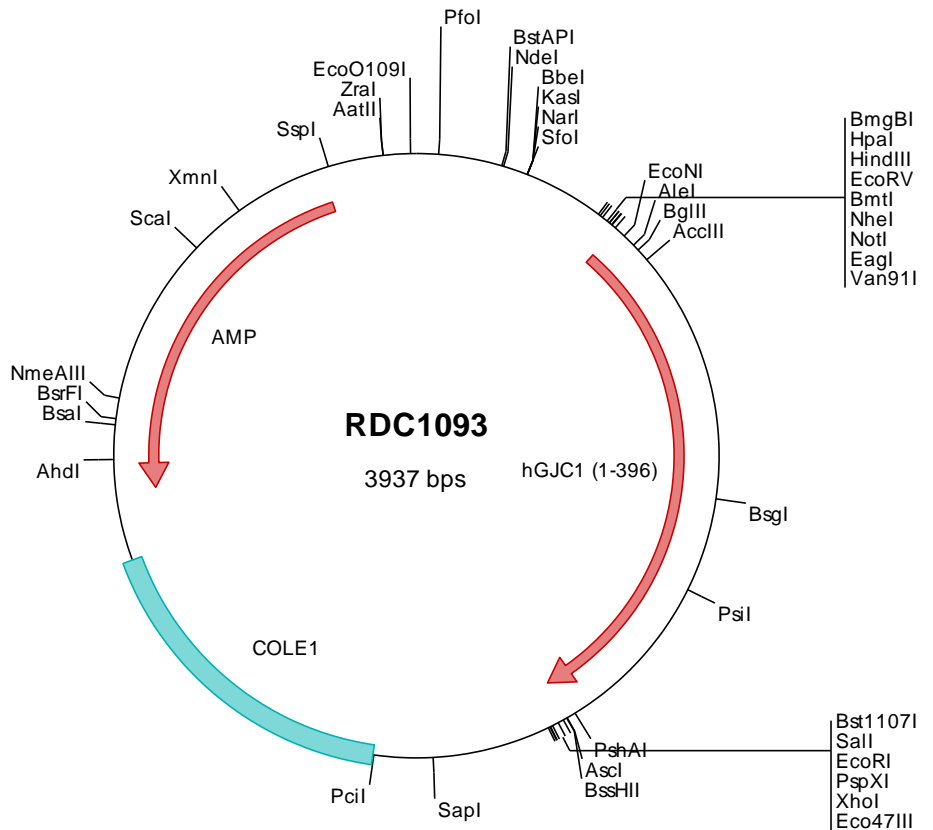 PfoI
BstAPI
NdeI
EcoO109I
BbeI
ZraI
KasI
AatII
NarI
SfoI
SspI
BmgBI
HpaI
HindIII
EcoRV
BmtI
NheI
NotI
EagI
Van91I
EcoNI
AleI
BglII
AccIII
XmnI
ScaI
AMP
NmeAIII
BsrFI
BsaI
AhdI
RDC1093
3937 bps
hGJC1 (1-396)
BsgI
PsiI
COLE1
Bst1107I
SalI
EcoRI
PspXI
XhoI
Eco47III
PshAI
AscI
BssHII
PciI
SapI